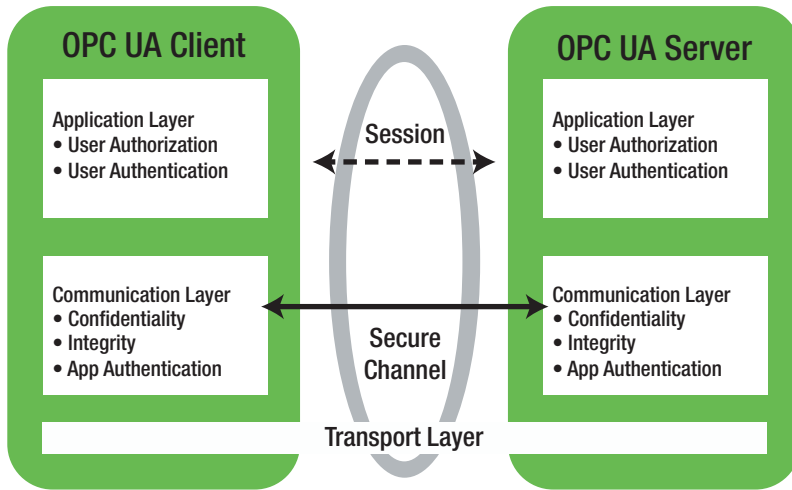 OPC UA Client
Application Layer
• User Authorization
• User Authentication
Communication Layer
• Confidentiality
• Integrity
• App Authentication
Session
Secure
Channel
Transport Layer
OPC UA Server
Application Layer
• User Authorization
• User Authentication
Communication Layer
• Confidentiality
• Integrity
• App Authentication